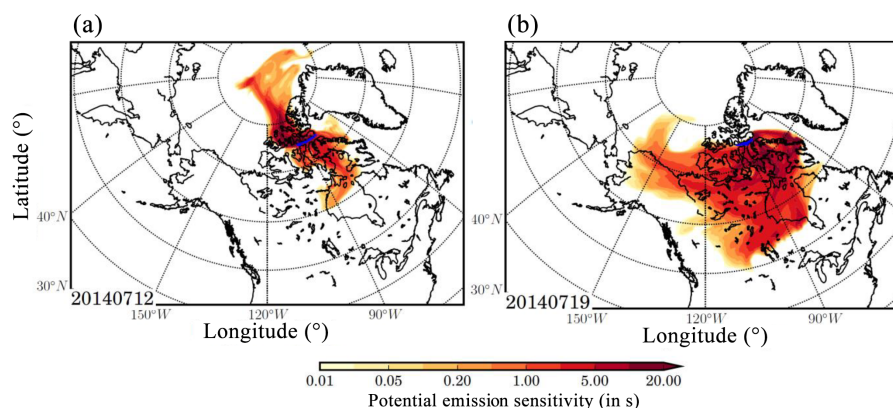 (a)
(b)
Latitude (°)
40°N
30°N
20140712
150°W
120°W
90°W
Longitude (°)
40°N
30°N
20140719
150°W
120°W
90°W
Longitude (°)
0.01 0.05 0.20 1.00 5.00 20.00
Potential emission sensitivity (in s)